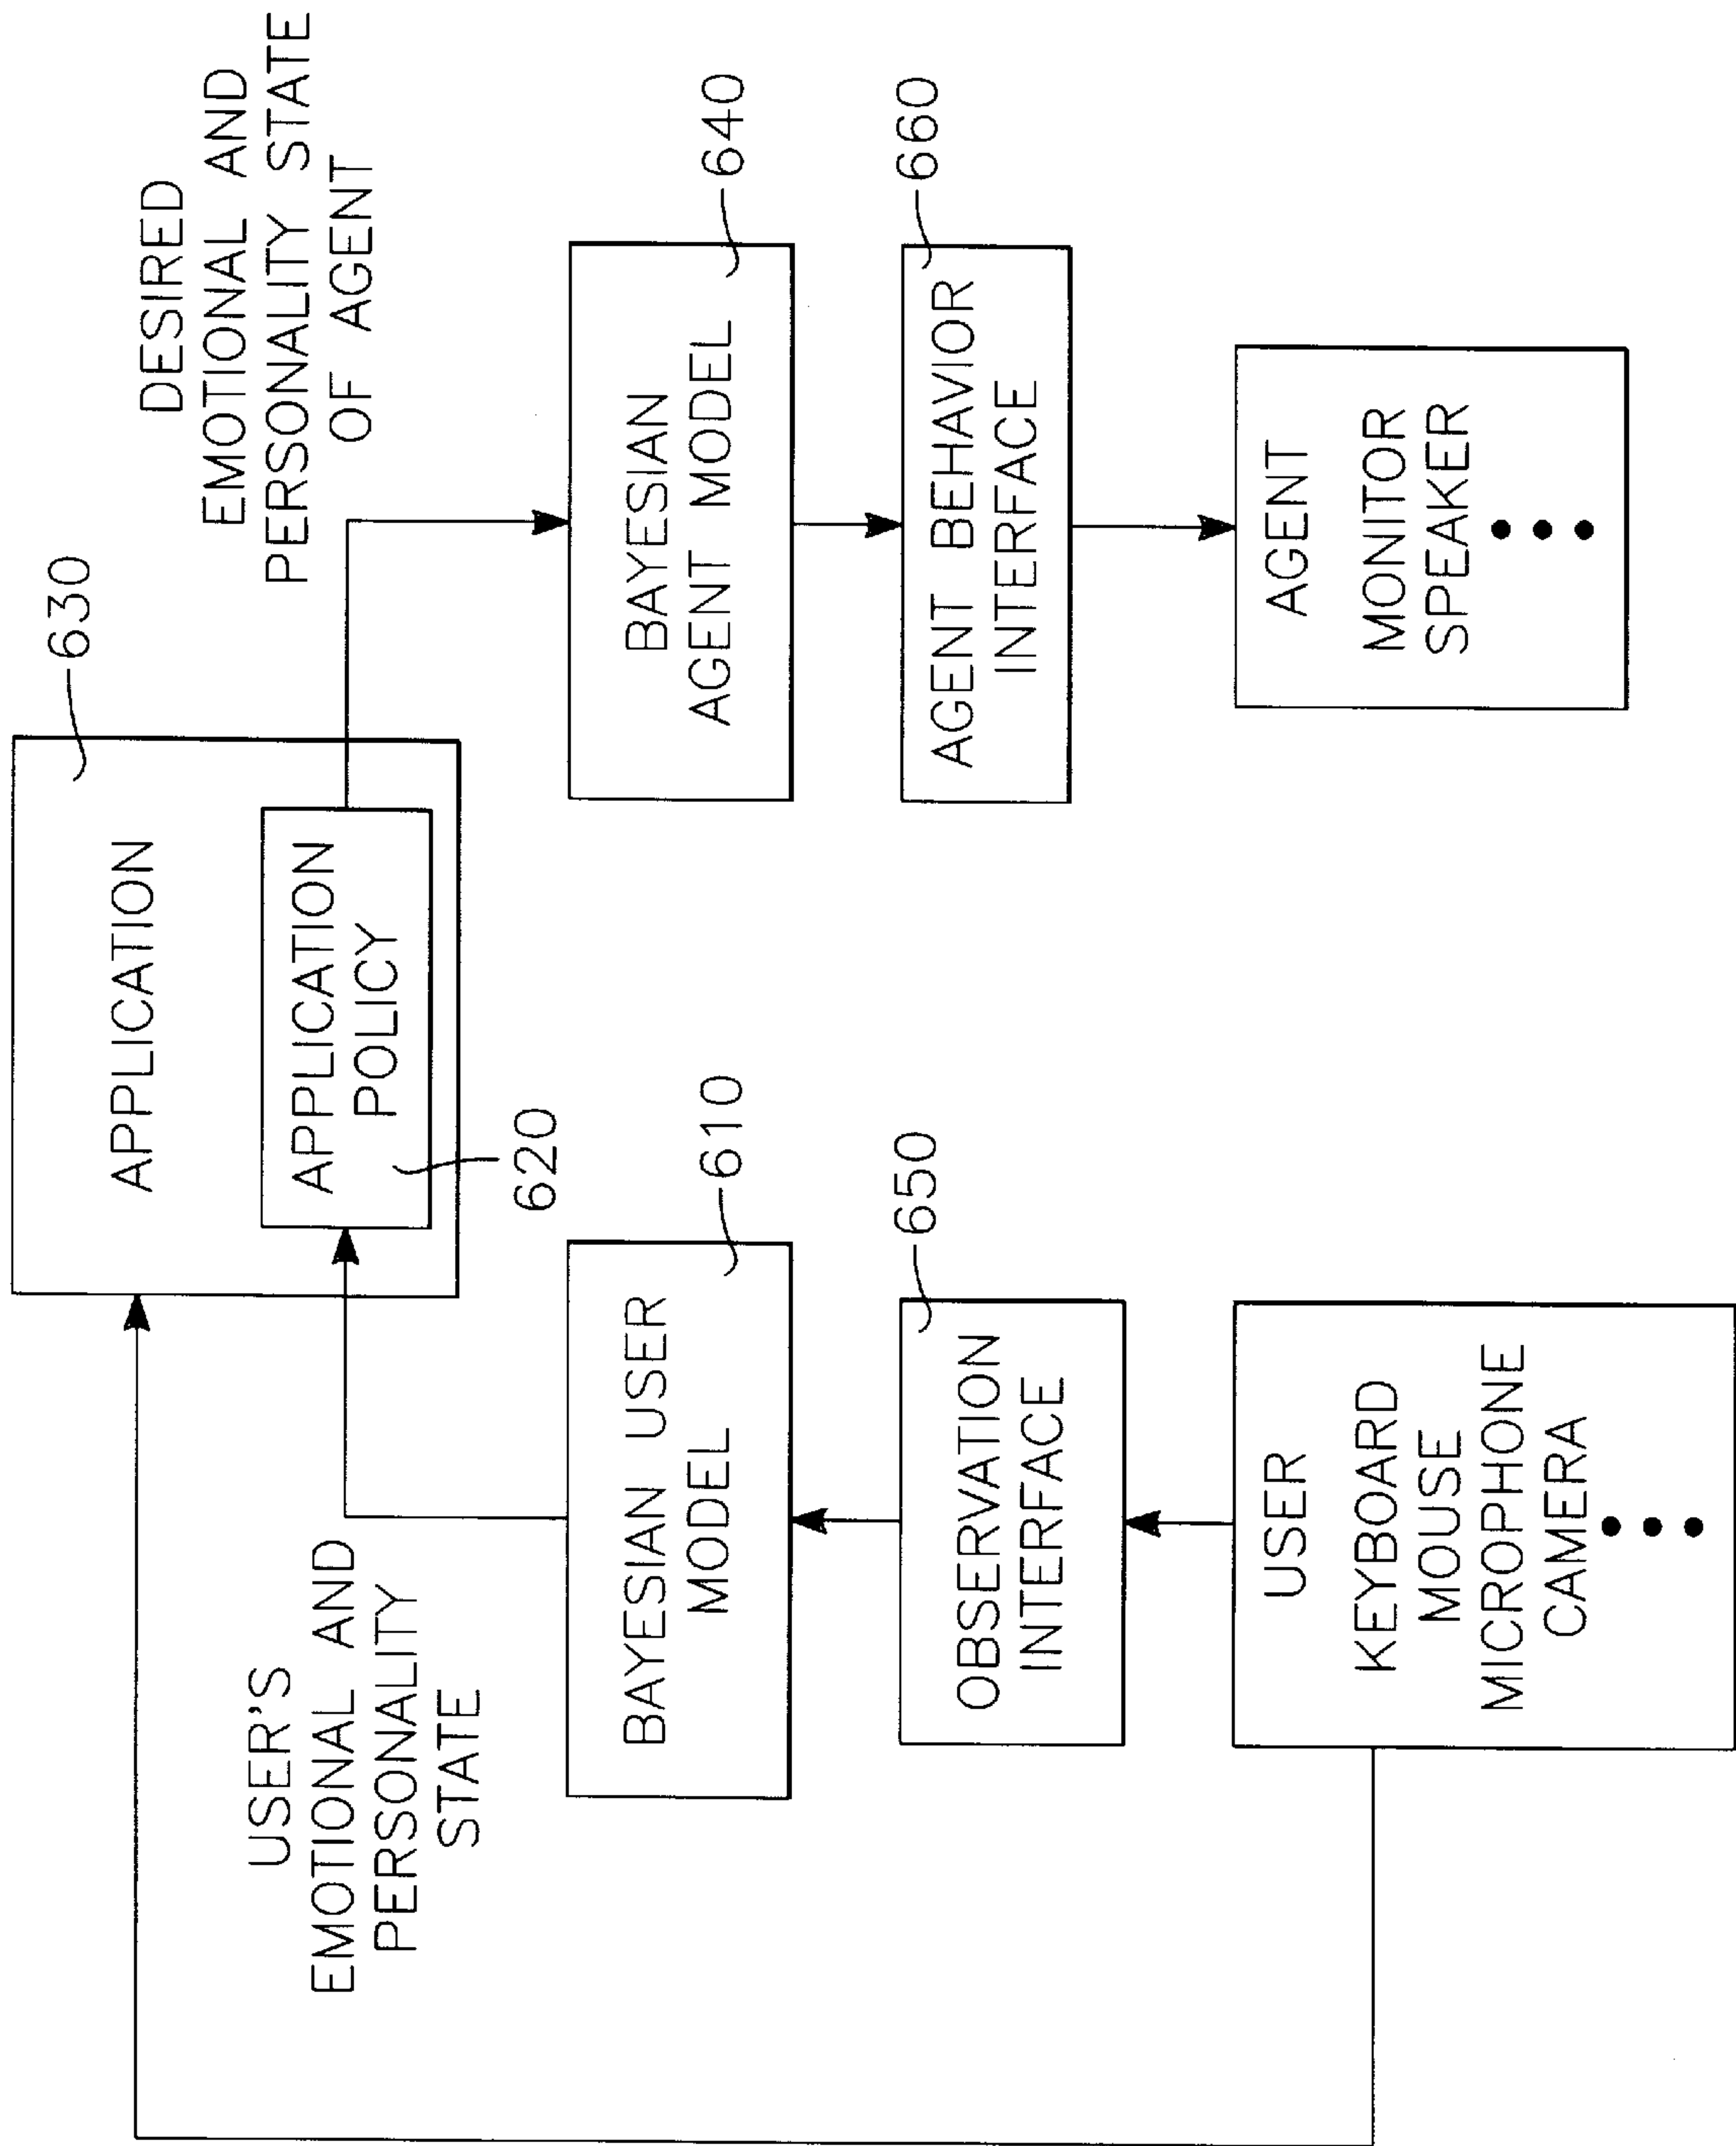 630
APPLICATION
APPLICATION
POLICY
620
USER'S
EMOTIONAL AND
PERSONALITY
STATE
DESIRED
EMOTIONAL AND
PERSONALITY STATE
OF AGENT
BAYESIAN USER
MODEL
610
BAYESIAN
AGENT MODEL
640
OBSERVATION
INTERFACE
650
AGENT BEHAVIOR
INTERFACE
660
USER
KEYBOARD
MOUSE
MICROPHONE
CAMERA
AGENT
MONITOR
SPEAKER